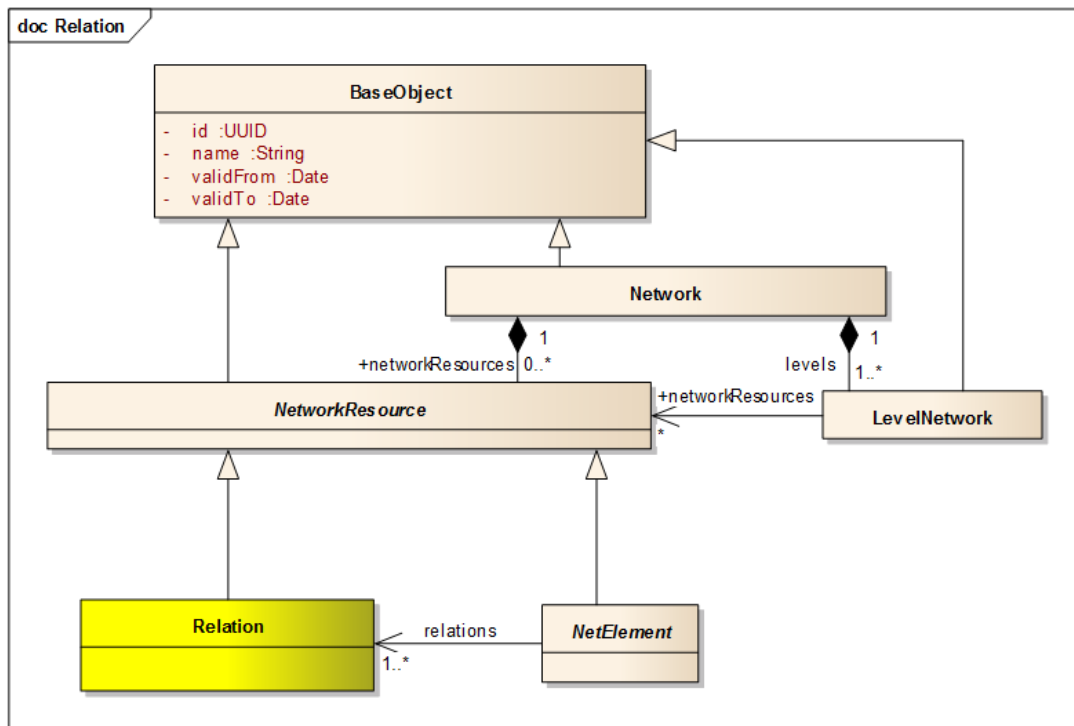 doc Relation
BaseObject
- id :UUID
- name :String
- validFrom :Date
- validTo :Date
Network
1
1
+networkResources 0..*
levels
1..*
NetworkResource
+networkResources
*
LevelNetwork
Relation
relations
1..*
NetElement